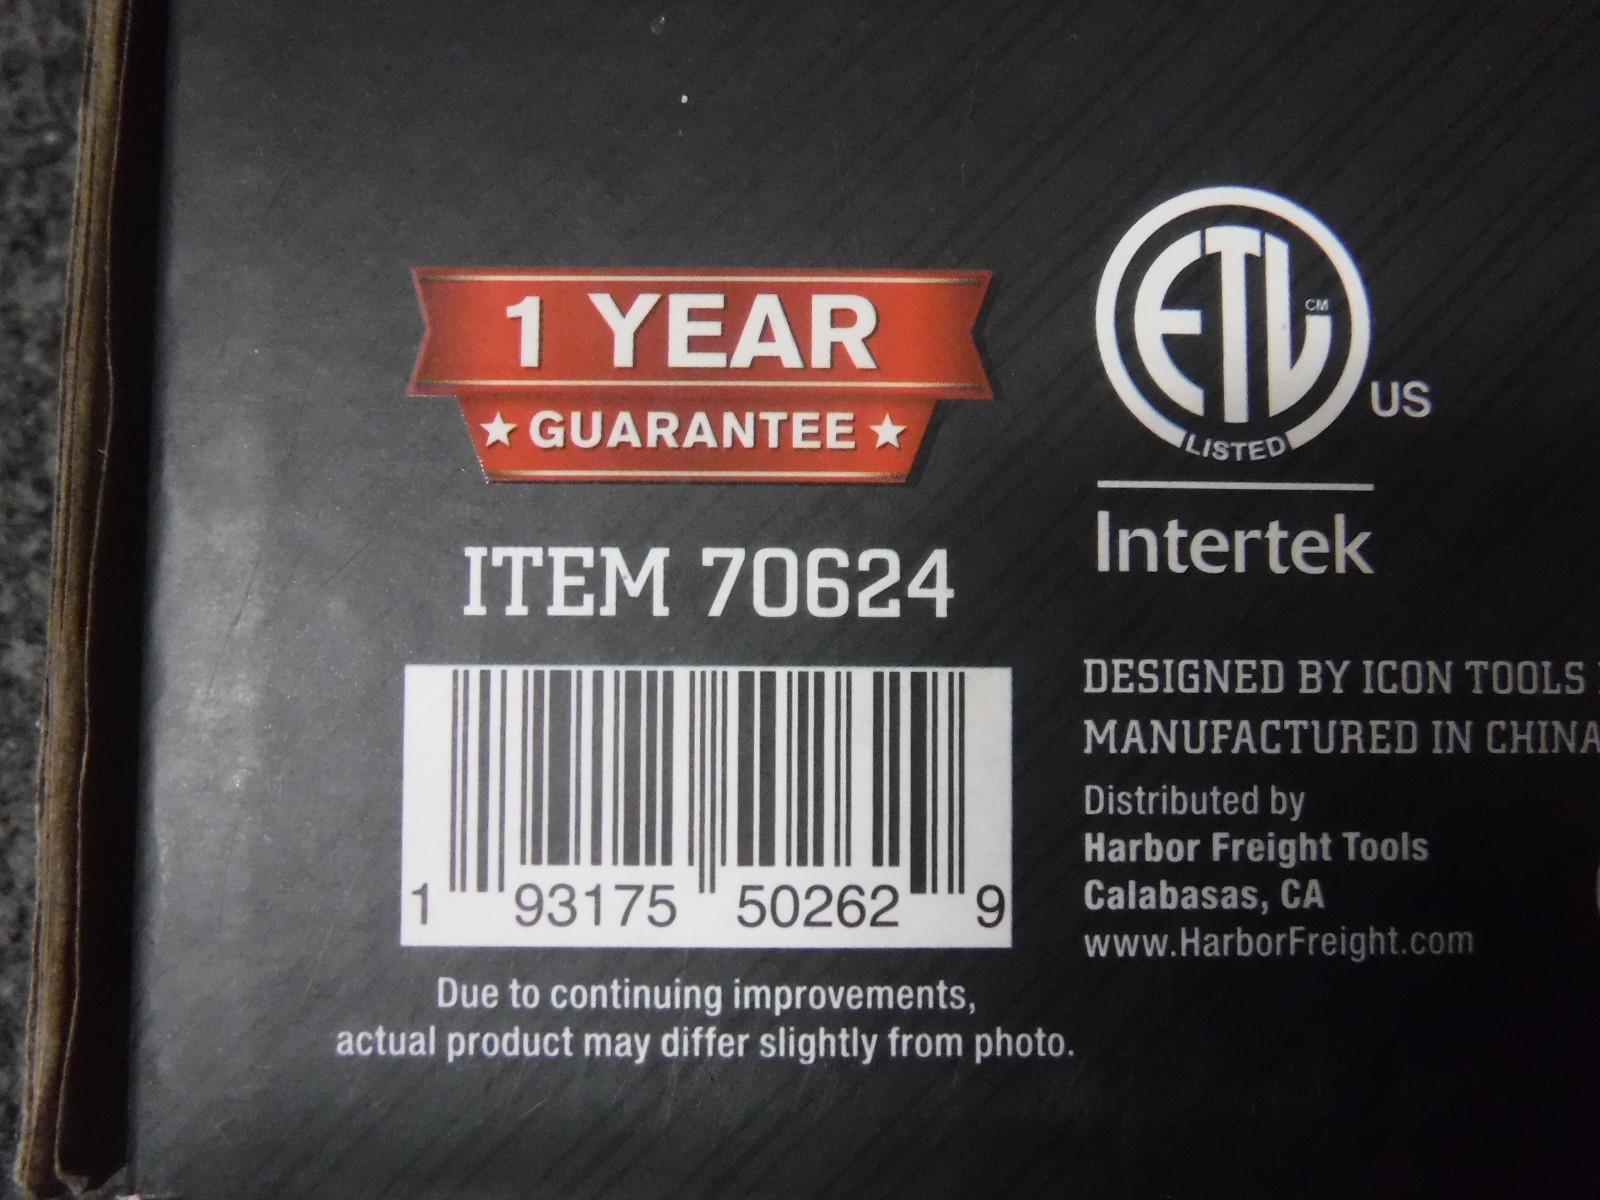 1 YEAR
★ GUARANTEE ★
ITEM 70624
1 93175 50262 9
Due to continuing improvements,
actual product may differ slightly from photo.
ETL CM
LISTED
US
Intertek
DESIGNED BY ICON TOOLS
MANUFACTURED IN CHINA
Distributed by
Harbor Freight Tools
Calabasas, CA
www.HarborFreight.com